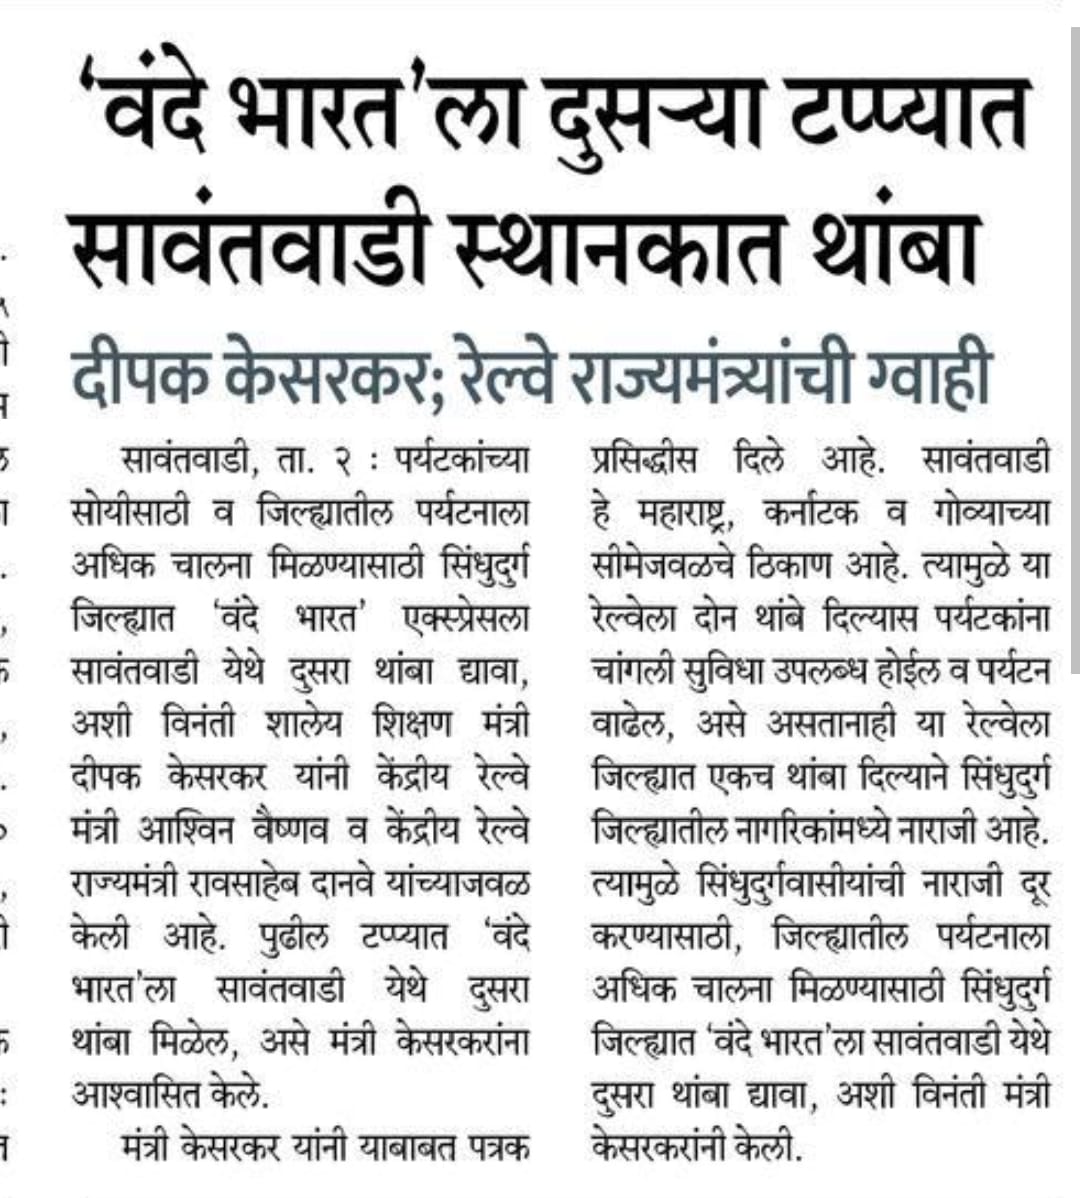 ‘वंदे भारत’ला दुसऱ्या टप्प्यात
सावंतवाडी स्थानकात थांबा
दीपक केसरकर; रेल्वे राज्यमंत्र्यांची ग्वाही
सावंतवाडी, ता. २ : पर्यटकांच्या
सोयीसाठी व जिल्ह्यातील पर्यटनाला
अधिक चालना मिळण्यासाठी सिंधुदुर्ग
जिल्ह्यात ‘वंदे भारत’ एक्स्प्रेसला
सावंतवाडी येथे दुसरा थांबा द्यावा,
अशी विनंती शालेय शिक्षण मंत्री
दीपक केसरकर यांनी केंद्रीय रेल्वे
मंत्री आश्विन वैष्णव व केंद्रीय रेल्वे
राज्यमंत्री रावसाहेब दानवे यांच्याजवळ
केली आहे. पुढील टप्प्यात ‘वंदे
भारत’ला सावंतवाडी येथे दुसरा
थांबा मिळेल, असे मंत्री केसरकरांना
आश्वासित केले.
मंत्री केसरकर यांनी याबाबत पत्रक
प्रसिद्धीस दिले आहे. सावंतवाडी
हे महाराष्ट्र, कर्नाटक व गोव्याच्या
सीमेजवळचे ठिकाण आहे. त्यामुळे या
रेल्वेला दोन थांबे दिल्यास पर्यटकांना
चांगली सुविधा उपलब्ध होईल व पर्यटन
वाढेल, असे असतानाही या रेल्वेला
जिल्ह्यात एकच थांबा दिल्याने सिंधुदुर्ग
जिल्ह्यातील नागरिकांमध्ये नाराजी आहे.
त्यामुळे सिंधुदुर्गवासीयांची नाराजी दूर
करण्यासाठी, जिल्ह्यातील पर्यटनाला
अधिक चालना मिळण्यासाठी सिंधुदुर्ग
जिल्ह्यात ‘वंदे भारत’ला सावंतवाडी येथे
दुसरा थांबा द्यावा, अशी विनंती मंत्री
केसरकरांनी केली.